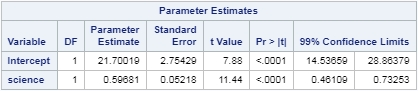 Parameter Estimates
Variable DF Parameter Estimate Standard Error t Value Pr > |t| 99% Confidence Limits
Intercept 1 21.70019 2.75429 7.88 <.0001 14.53659 28.86379
science 1 0.59681 0.05218 11.44 <.0001 0.46109 0.73253